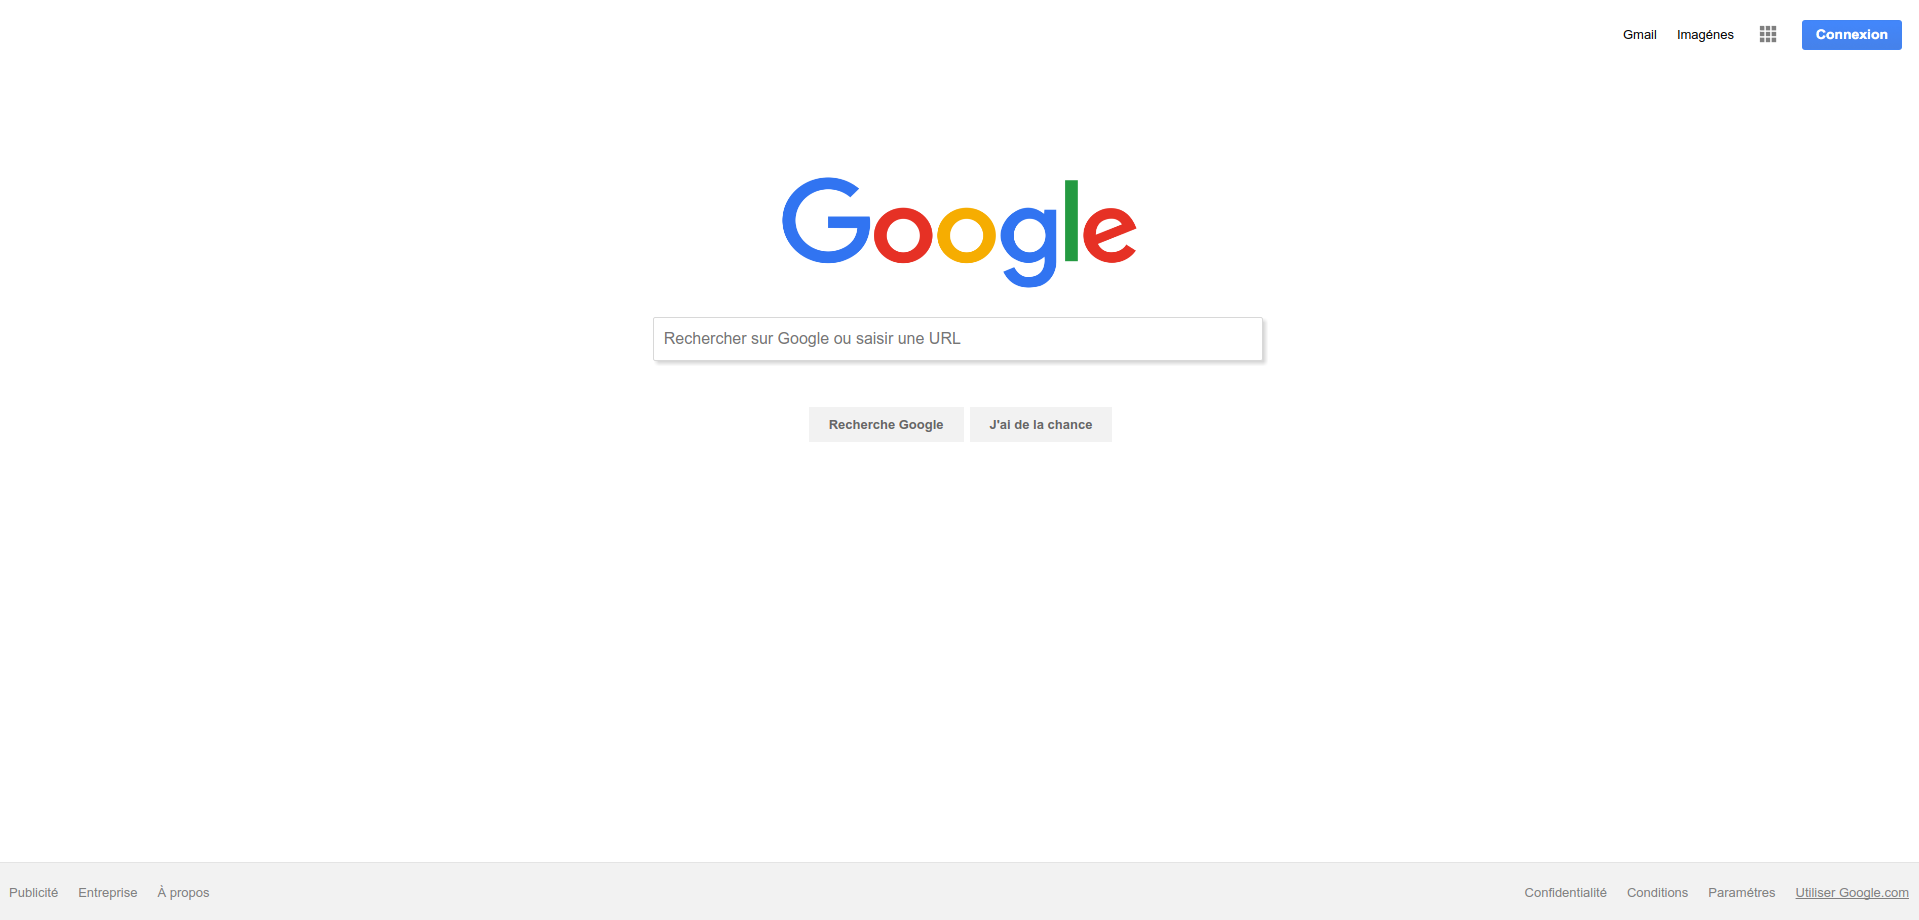 Gmail Imagénes Connexion
Google
Rechercher sur Google ou saisir une URL
Recherche Google J'ai de la chance
Publicité Entreprise À propos Confidentialité Conditions Paramétres Utiliser Google.com